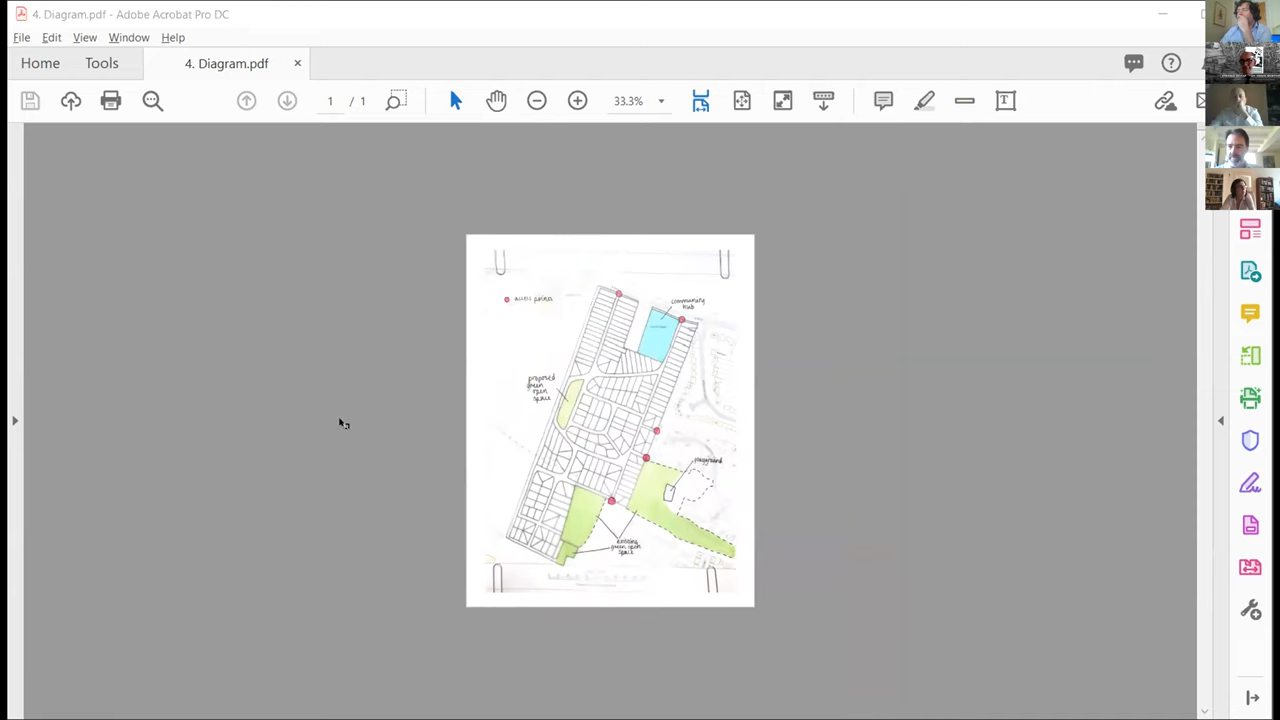 4. Diagram.pdf - Adobe Acrobat Pro DC
File Edit View Window Help
Home Tools 4. Diagram.pdf ×
1 / 1 33.3%
access points
community
hub
proposed
green
open
space
playground
existing
green open
space